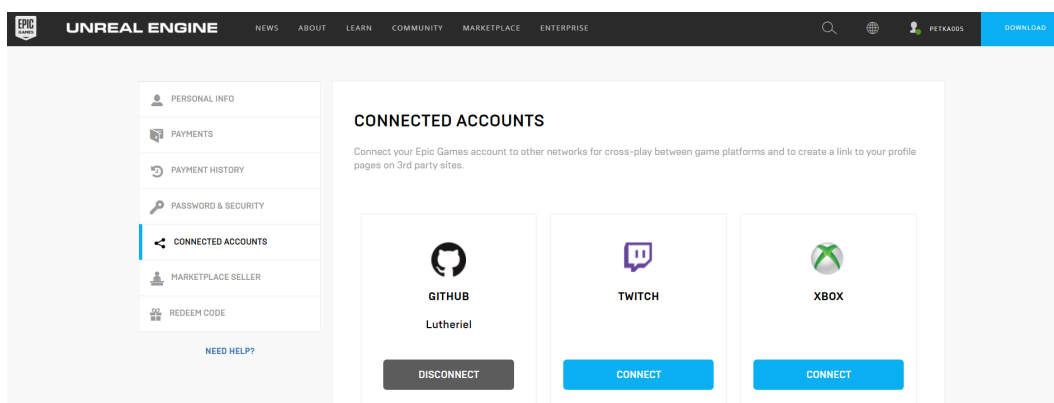 EPIC GAMES
UNREAL ENGINE NEWS ABOUT LEARN COMMUNITY MARKETPLACE ENTERPRISE PETKA005 DOWNLOAD
PERSONAL INFO
PAYMENTS
PAYMENT HISTORY
PASSWORD & SECURITY
CONNECTED ACCOUNTS
MARKETPLACE SELLER
REDEEM CODE
NEED HELP?
CONNECTED ACCOUNTS
Connect your Epic Games account to other networks for cross-play between game platforms and to create a link to your profile
pages on 3rd party sites.
GITHUB
Lutheriel
DISCONNECT
TWITCH
CONNECT
XBOX
CONNECT